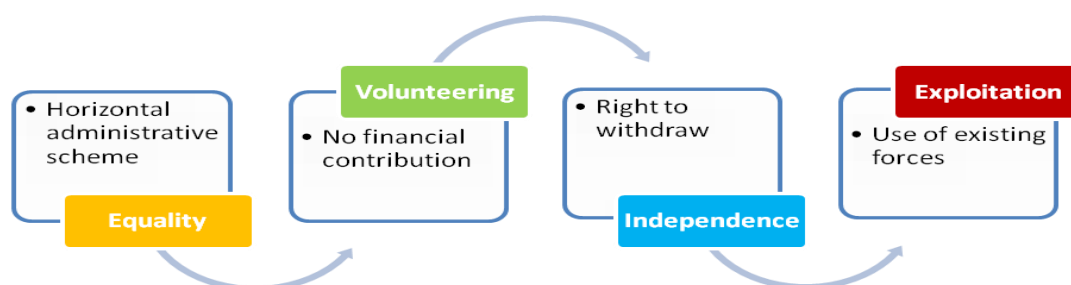 • Horizontal
administrative
scheme
Equality
Volunteering
• No financial
contribution
• Right to
withdraw
Independence
Exploitation
• Use of existing
forces